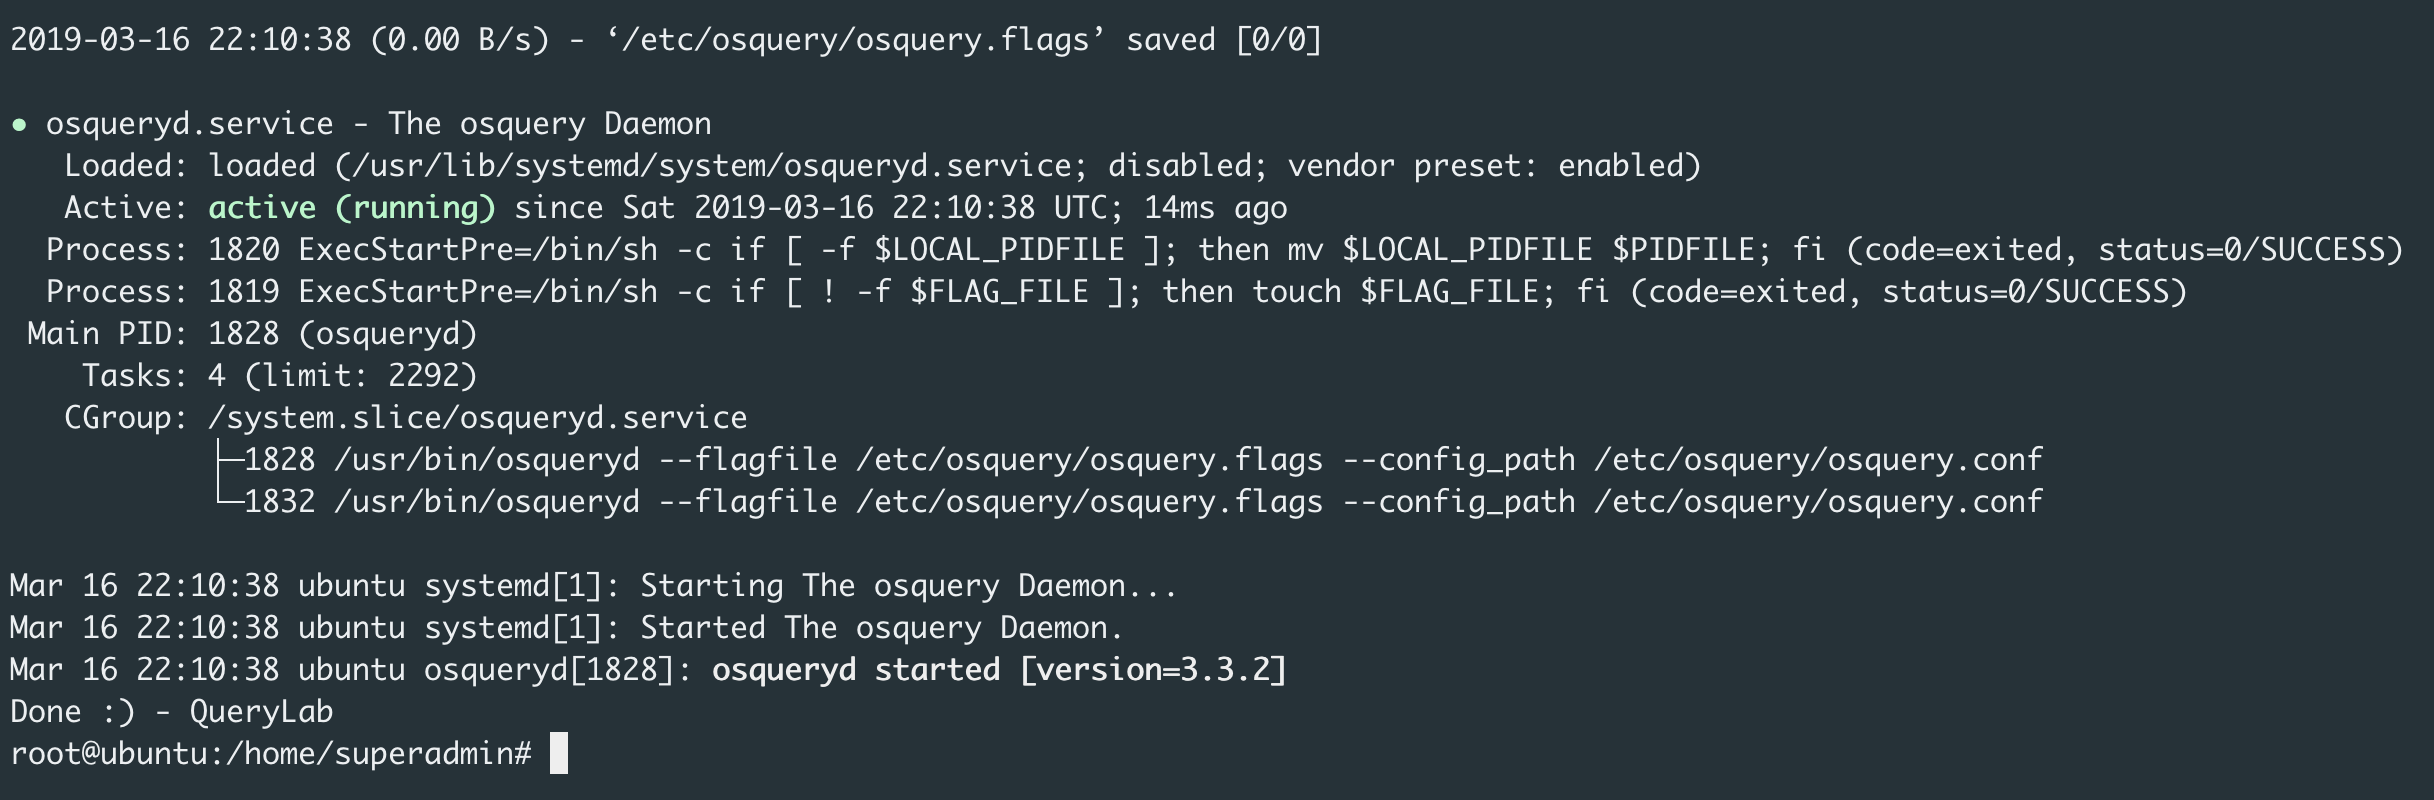 2019-03-16 22:10:38 (0.00 B/s) - ‘/etc/osquery/osquery.flags’ saved [0/0]
● osqueryd.service - The osquery Daemon
Loaded: loaded (/usr/lib/systemd/system/osqueryd.service; disabled; vendor preset: enabled)
Active: active (running) since Sat 2019-03-16 22:10:38 UTC; 14ms ago
Process: 1820 ExecStartPre=/bin/sh -c if [ -f $LOCAL_PIDFILE ]; then mv $LOCAL_PIDFILE $PIDFILE; fi (code=exited, status=0/SUCCESS)
Process: 1819 ExecStartPre=/bin/sh -c if [ ! -f $FLAG_FILE ]; then touch $FLAG_FILE; fi (code=exited, status=0/SUCCESS)
Main PID: 1828 (osqueryd)
Tasks: 4 (limit: 2292)
CGroup: /system.slice/osqueryd.service
├─1828 /usr/bin/osqueryd --flagfile /etc/osquery/osquery.flags --config_path /etc/osquery/osquery.conf
└─1832 /usr/bin/osqueryd --flagfile /etc/osquery/osquery.flags --config_path /etc/osquery/osquery.conf
Mar 16 22:10:38 ubuntu systemd[1]: Starting The osquery Daemon...
Mar 16 22:10:38 ubuntu systemd[1]: Started The osquery Daemon.
Mar 16 22:10:38 ubuntu osqueryd[1828]: osqueryd started [version=3.3.2]
Done :) - QueryLab
root@ubuntu:/home/superadmin#